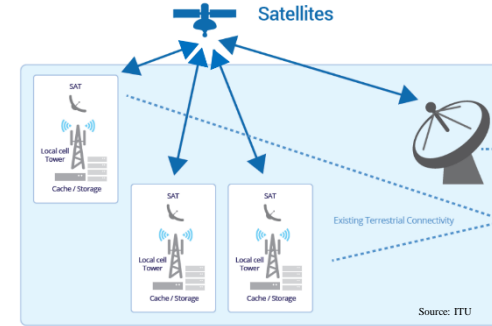 Satellites
SAT
Local cell
Tower
Cache / Storage
SAT
Local cell
Tower
Cache / Storage
SAT
Local cell
Tower
Cache / Storage
Existing Terrestrial Connectivity
Source: ITU